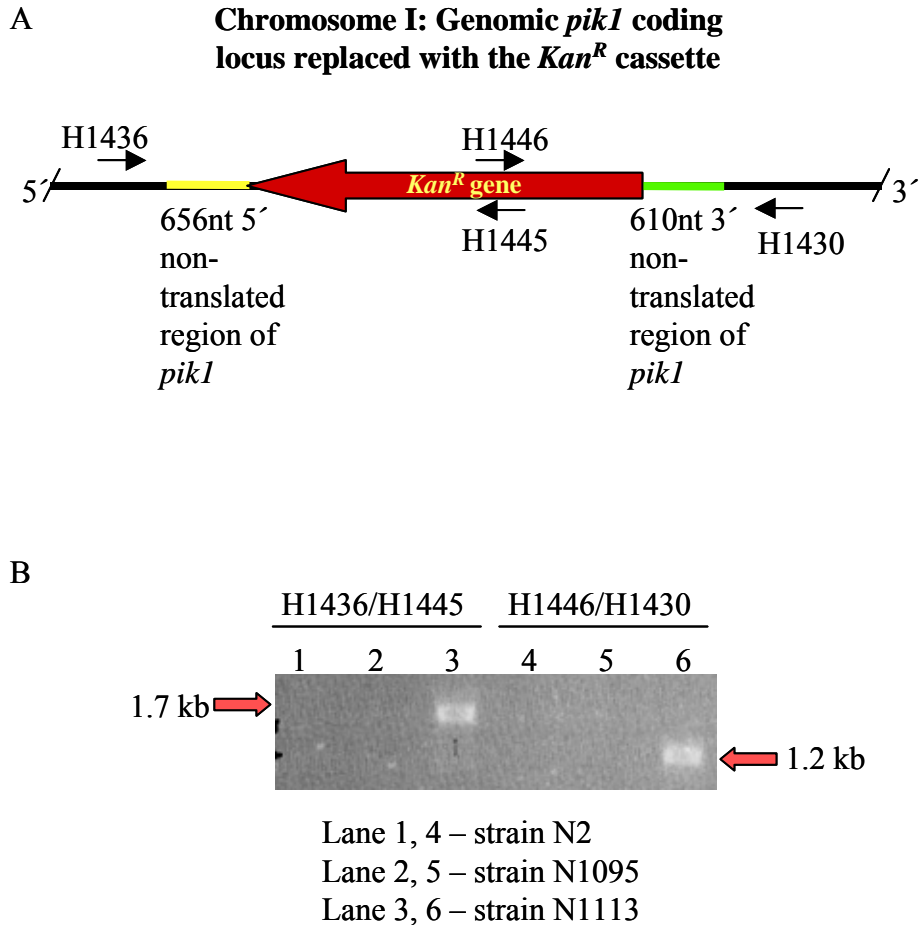 A
Chromosome I: Genomic pik1 coding
locus replaced with the Kan^R cassette
H1436
H1446
5´
Kan^R gene
3´
656nt 5´
non-
translated
region of
pik1
H1445
610nt 3´
non-
translated
region of
pik1
H1430
B
H1436/H1445
H1446/H1430
1 2 3 4 5 6
1.7 kb
1.2 kb
Lane 1, 4 – strain N2
Lane 2, 5 – strain N1095
Lane 3, 6 – strain N1113